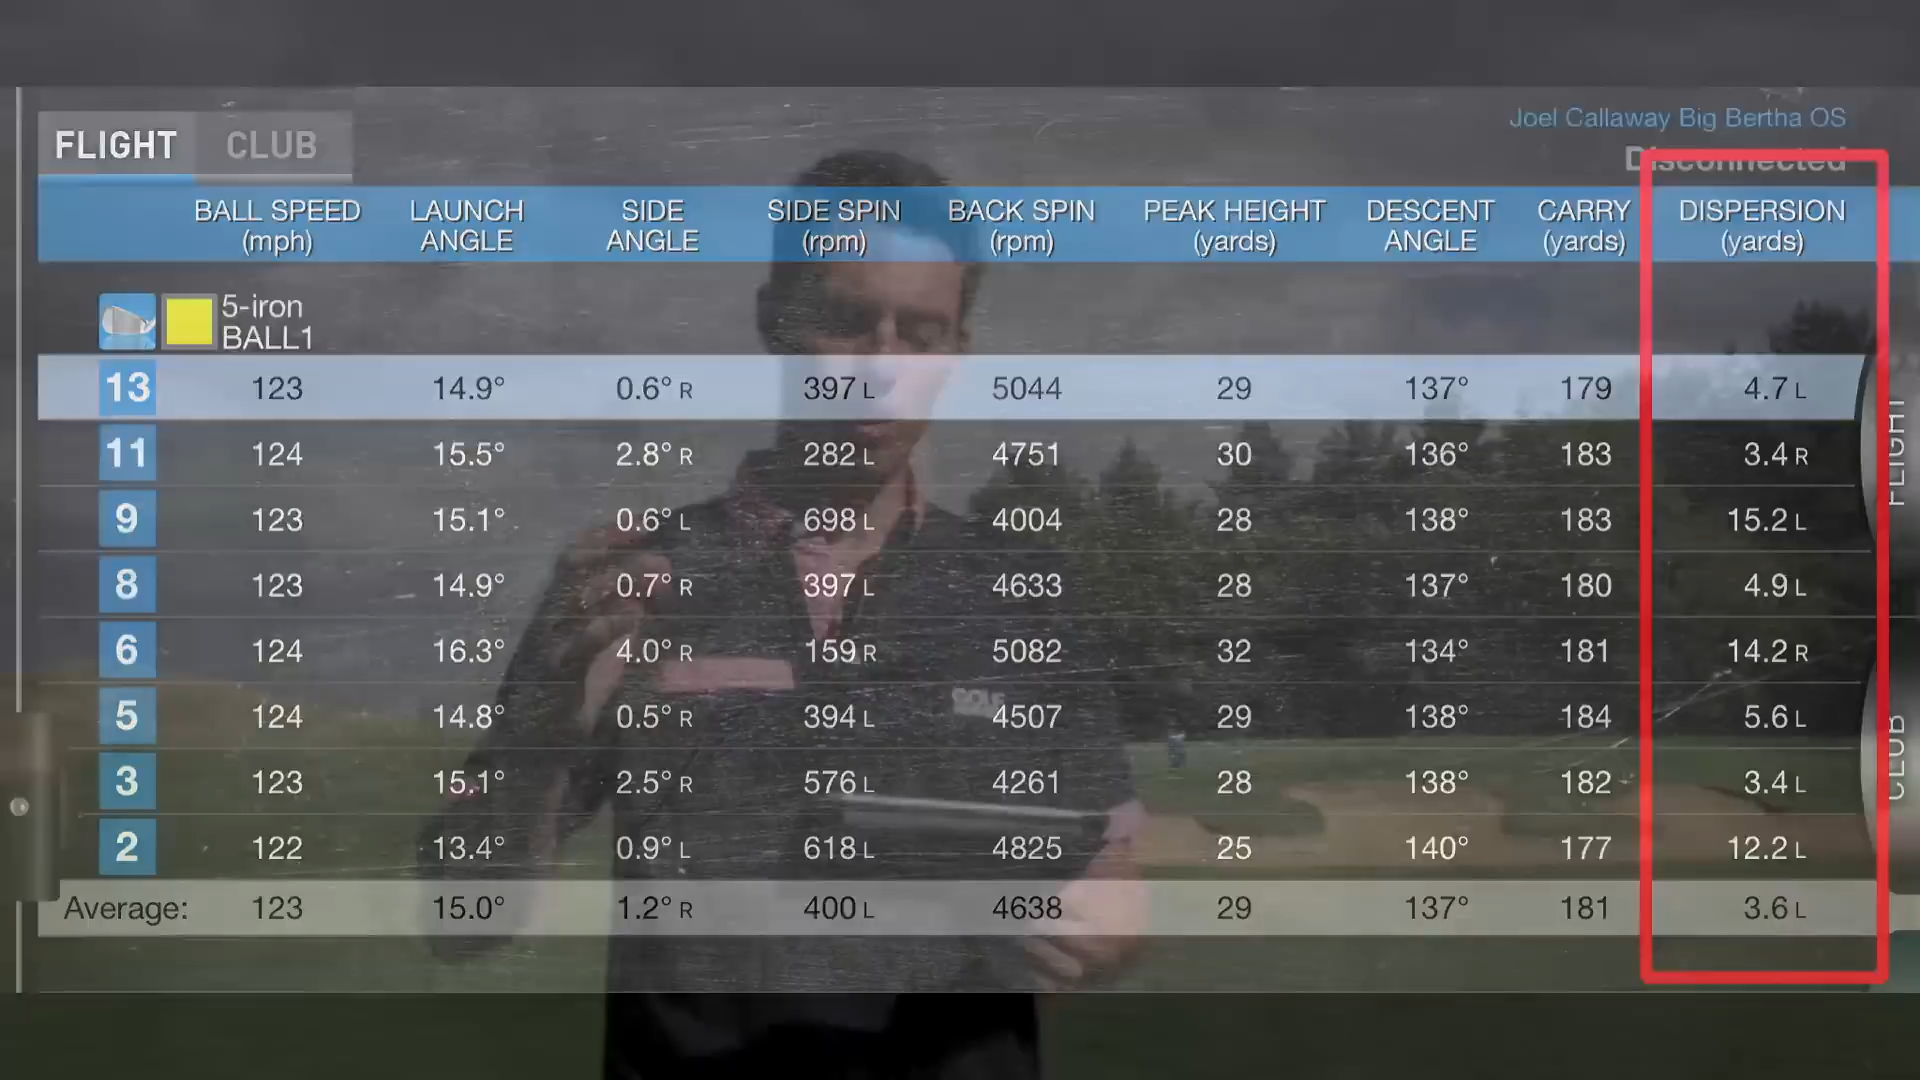 Joel Callaway Big Bertha OS
Disconnected
FLIGHT CLUB
BALL SPEED (mph) LAUNCH ANGLE SIDE ANGLE SIDE SPIN (rpm) BACK SPIN (rpm) PEAK HEIGHT (yards) DESCENT ANGLE CARRY (yards) DISPERSION (yards)
5-iron
BALL1
13 123 14.9° 0.6° R 397 L 5044 29 137° 179 4.7 L
11 124 15.5° 2.8° R 282 L 4751 30 136° 183 3.4 R
9 123 15.1° 0.6° L 698 L 4004 28 138° 183 15.2 L
8 123 14.9° 0.7° R 397 L 4633 28 137° 180 4.9 L
6 124 16.3° 4.0° R 159 R 5082 32 134° 181 14.2 R
5 124 14.8° 0.5° R 394 L 4507 29 138° 184 5.6 L
3 123 15.1° 2.5° R 576 L 4261 28 138° 182 3.4 L
2 122 13.4° 0.9° L 618 L 4825 25 140° 177 12.2 L
Average: 123 15.0° 1.2° R 400 L 4638 29 137° 181 3.6 L
FLIGHT
CLUB
GOLF